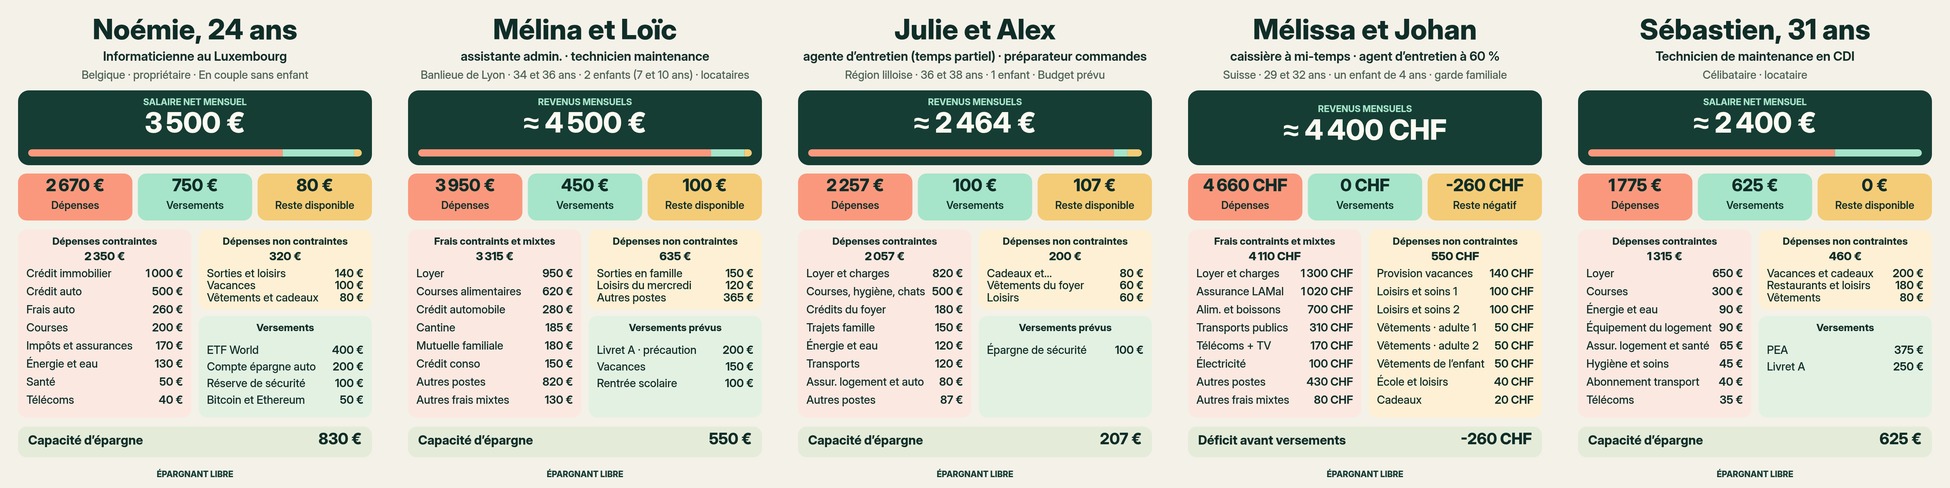 Noémie, 24 ans
Informaticienne au Luxembourg
Belgique · propriétaire · En couple sans enfant
SALAIRE NET MENSUEL
3 500 €
2 670 €
Dépenses
750 €
Versements
80 €
Reste disponible
Dépenses contraintes
2 350 €
Crédit immobilier 1 000 €
Crédit auto 500 €
Frais auto 260 €
Courses 200 €
Impôts et assurances 170 €
Énergie et eau 130 €
Santé 50 €
Télécoms 40 €
Dépenses non contraintes
320 €
Sorties et loisirs 140 €
Vacances 100 €
Vêtements et cadeaux 80 €
Versements
ETF World 400 €
Compte épargne auto 200 €
Réserve de sécurité 100 €
Bitcoin et Ethereum 50 €
Capacité d’épargne 830 €
ÉPARGNANT LIBRE
Mélina et Loïc
assistante admin. · technicien maintenance
Banlieue de Lyon · 34 et 36 ans · 2 enfants (7 et 10 ans) · locataires
REVENUS MENSUELS
≈ 4 500 €
3 950 €
Dépenses
450 €
Versements
100 €
Reste disponible
Frais contraints et mixtes
3 315 €
Loyer 950 €
Courses alimentaires 620 €
Crédit automobile 280 €
Cantine 185 €
Mutuelle familiale 180 €
Crédit conso 150 €
Autres postes 820 €
Autres frais mixtes 130 €
Dépenses non contraintes
635 €
Sorties en famille 150 €
Loisirs du mercredi 120 €
Autres postes 365 €
Versements prévus
Livret A · précaution 200 €
Vacances 150 €
Rentrée scolaire 100 €
Capacité d’épargne 550 €
ÉPARGNANT LIBRE
Julie et Alex
agente d’entretien (temps partiel) · préparateur commandes
Région lilloise · 36 et 38 ans · 1 enfant · Budget prévu
REVENUS MENSUELS
≈ 2 464 €
2 257 €
Dépenses
100 €
Versements
107 €
Reste disponible
Dépenses contraintes
2 057 €
Loyer et charges 820 €
Courses, hygiène, chats 500 €
Crédits du foyer 180 €
Trajets famille 150 €
Énergie et eau 120 €
Transports 120 €
Assur. logement et auto 80 €
Autres postes 87 €
Dépenses non contraintes
200 €
Cadeaux et... 80 €
Vêtements du foyer 60 €
Loisirs 60 €
Versements prévus
Épargne de sécurité 100 €
Capacité d’épargne 207 €
ÉPARGNANT LIBRE
Mélissa et Johan
caissière à mi-temps · agent d’entretien à 60 %
Suisse · 29 et 32 ans · un enfant de 4 ans · garde familiale
REVENUS MENSUELS
≈ 4 400 CHF
4 660 CHF
Dépenses
0 CHF
Versements
-260 CHF
Reste négatif
Frais contraints et mixtes
4 110 CHF
Loyer et charges 1 300 CHF
Assurance LAMal 1 020 CHF
Alim. et boissons 700 CHF
Transports publics 310 CHF
Télécoms + TV 170 CHF
Électricité 100 CHF
Autres postes 430 CHF
Autres frais mixtes 80 CHF
Dépenses non contraintes
550 CHF
Provision vacances 140 CHF
Loisirs et soins 1 100 CHF
Loisirs et soins 2 100 CHF
Vêtements · adulte 1 50 CHF
Vêtements · adulte 2 50 CHF
Vêtements de l’enfant 50 CHF
École et loisirs 40 CHF
Cadeaux 20 CHF
Déficit avant versements -260 CHF
ÉPARGNANT LIBRE
Sébastien, 31 ans
Technicien de maintenance en CDI
Célibataire · locataire
SALAIRE NET MENSUEL
≈ 2 400 €
1 775 €
Dépenses
625 €
Versements
0 €
Reste disponible
Dépenses contraintes
1 315 €
Loyer 650 €
Courses 300 €
Énergie et eau 90 €
Équipement du logement 90 €
Assur. logement et santé 65 €
Hygiène et soins 45 €
Abonnement transport 40 €
Télécoms 35 €
Dépenses non contraintes
460 €
Vacances et cadeaux 200 €
Restaurants et loisirs 180 €
Vêtements 80 €
Versements
PEA 375 €
Livret A 250 €
Capacité d’épargne 625 €
ÉPARGNANT LIBRE